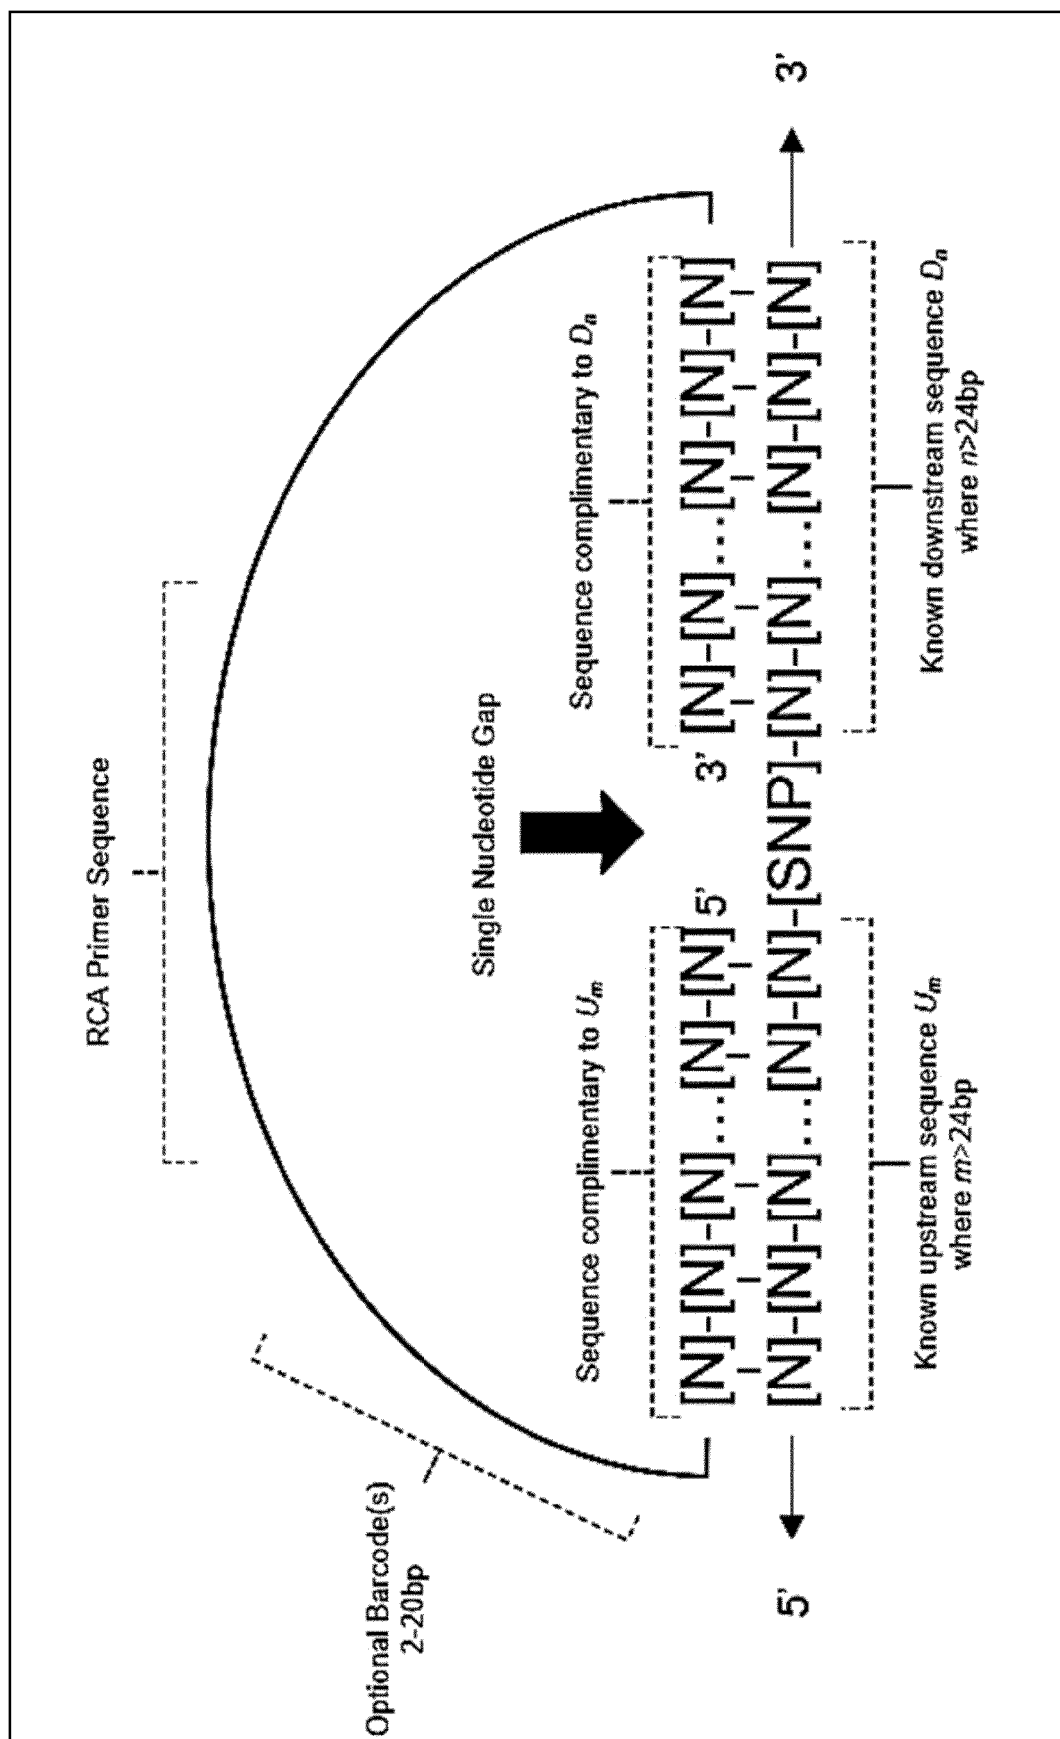 RCA Primer Sequence
Optional Barcode(s)
2-20bp
Single Nucleotide Gap
Sequence complimentary to Um
Sequence complimentary to Dn
[N]-[N]-[N]...[N]-[N] 5' 3' [N]-[N]...[N]-[N]-[N]
5' [N]-[N]-[N]...[N]-[N]-[SNP]-[N]-[N]...[N]-[N]-[N] 3'
Known upstream sequence Um
where m>24bp
Known downstream sequence Dn
where n>24bp